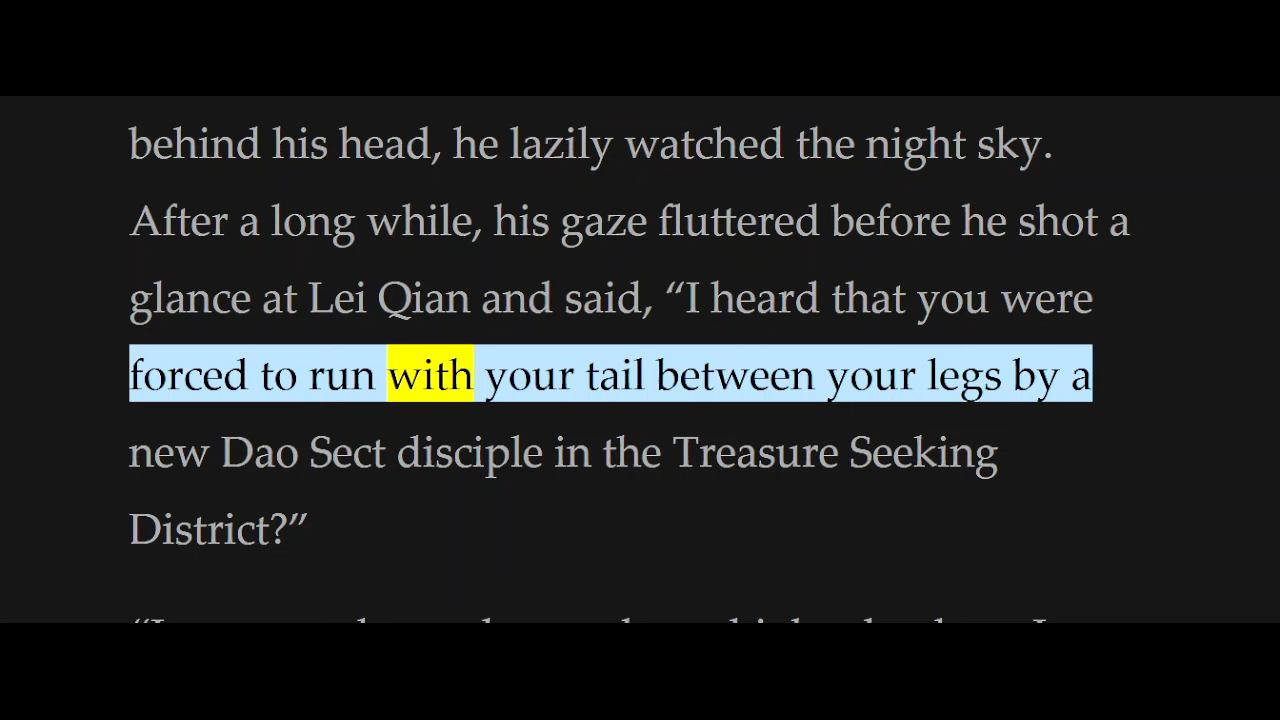 behind his head, he lazily watched the night sky.
After a long while, his gaze fluttered before he shot a
glance at Lei Qian and said, “I heard that you were
forced to run with your tail between your legs by a
new Dao Sect disciple in the Treasure Seeking
District?”